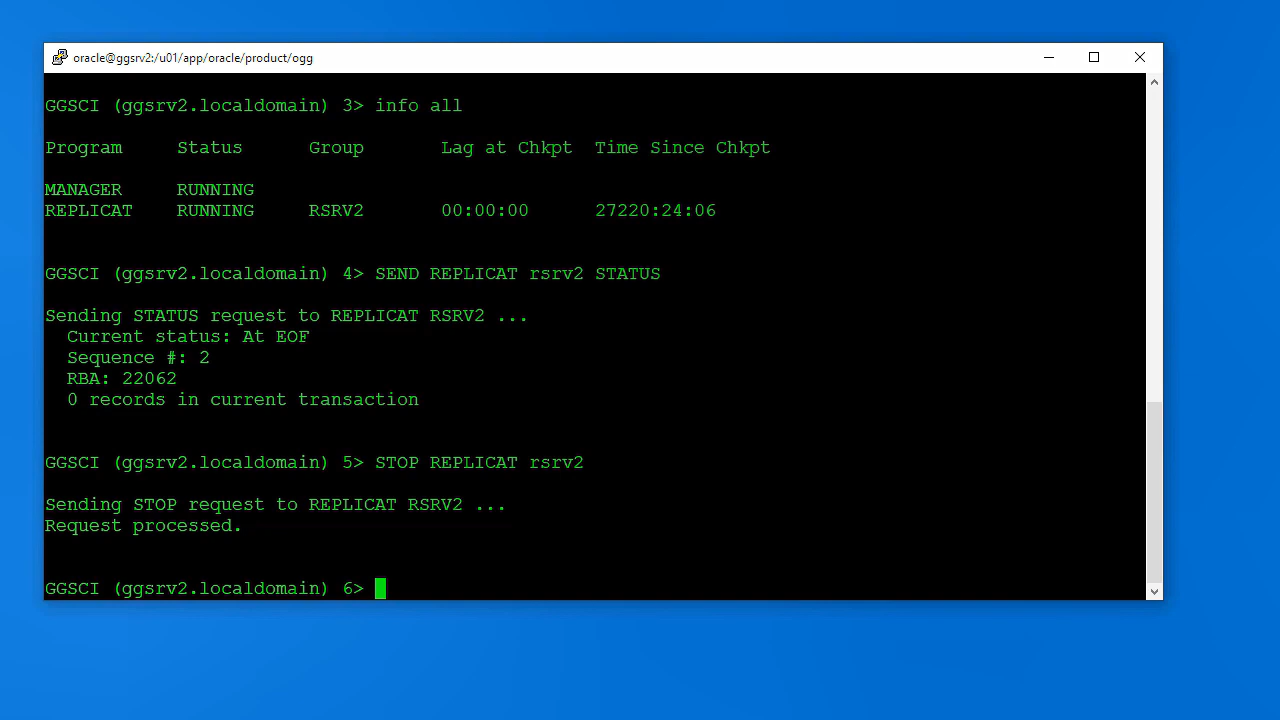 oracle@ggsrv2:/u01/app/oracle/product/ogg
GGSCI (ggsrv2.localdomain) 3> info all
Program     Status      Group       Lag at Chkpt  Time Since Chkpt
MANAGER     RUNNING
REPLICAT    RUNNING     RSRV2       00:00:00      27220:24:06
GGSCI (ggsrv2.localdomain) 4> SEND REPLICAT rsrv2 STATUS
Sending STATUS request to REPLICAT RSRV2 ...
  Current status: At EOF
  Sequence #: 2
  RBA: 22062
  0 records in current transaction
GGSCI (ggsrv2.localdomain) 5> STOP REPLICAT rsrv2
Sending STOP request to REPLICAT RSRV2 ...
Request processed.
GGSCI (ggsrv2.localdomain) 6>